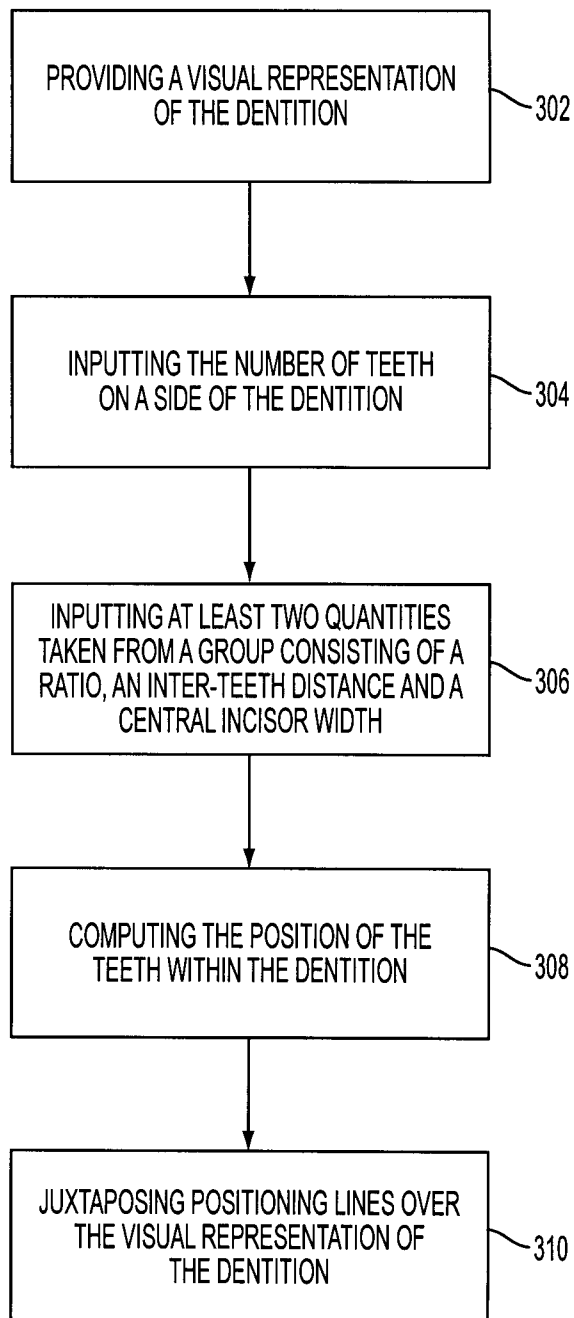 PROVIDING A VISUAL REPRESENTATION
OF THE DENTITION
302
INPUTTING THE NUMBER OF TEETH
ON A SIDE OF THE DENTITION
304
INPUTTING AT LEAST TWO QUANTITIES
TAKEN FROM A GROUP CONSISTING OF A
RATIO, AN INTER-TEETH DISTANCE AND A
CENTRAL INCISOR WIDTH
306
COMPUTING THE POSITION OF THE
TEETH WITHIN THE DENTITION
308
JUXTAPOSING POSITIONING LINES OVER
THE VISUAL REPRESENTATION OF
THE DENTITION
310